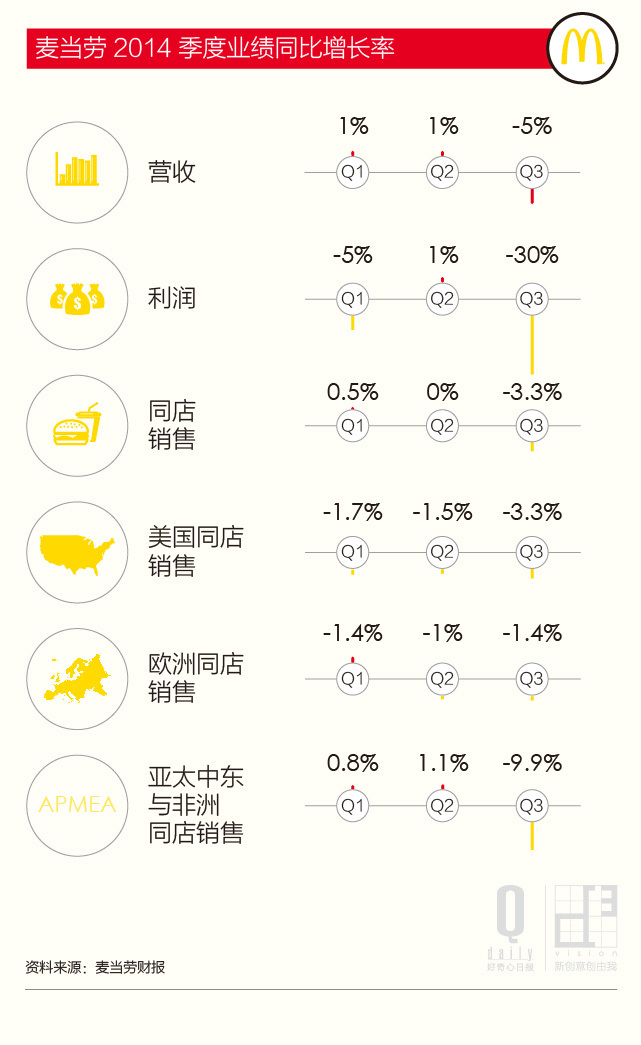 麦当劳 2014 季度业绩同比增长率
营收
1% 1% -5%
Q1 Q2 Q3
利润
-5% 1% -30%
Q1 Q2 Q3
同店
销售
0.5% 0% -3.3%
Q1 Q2 Q3
美国同店
销售
-1.7% -1.5% -3.3%
Q1 Q2 Q3
欧洲同店
销售
-1.4% -1% -1.4%
Q1 Q2 Q3
APMEA
亚太中东
与非洲
同店销售
0.8% 1.1% -9.9%
Q1 Q2 Q3
资料来源：麦当劳财报
Q
daily
好奇心日报
vision
新创意创由我